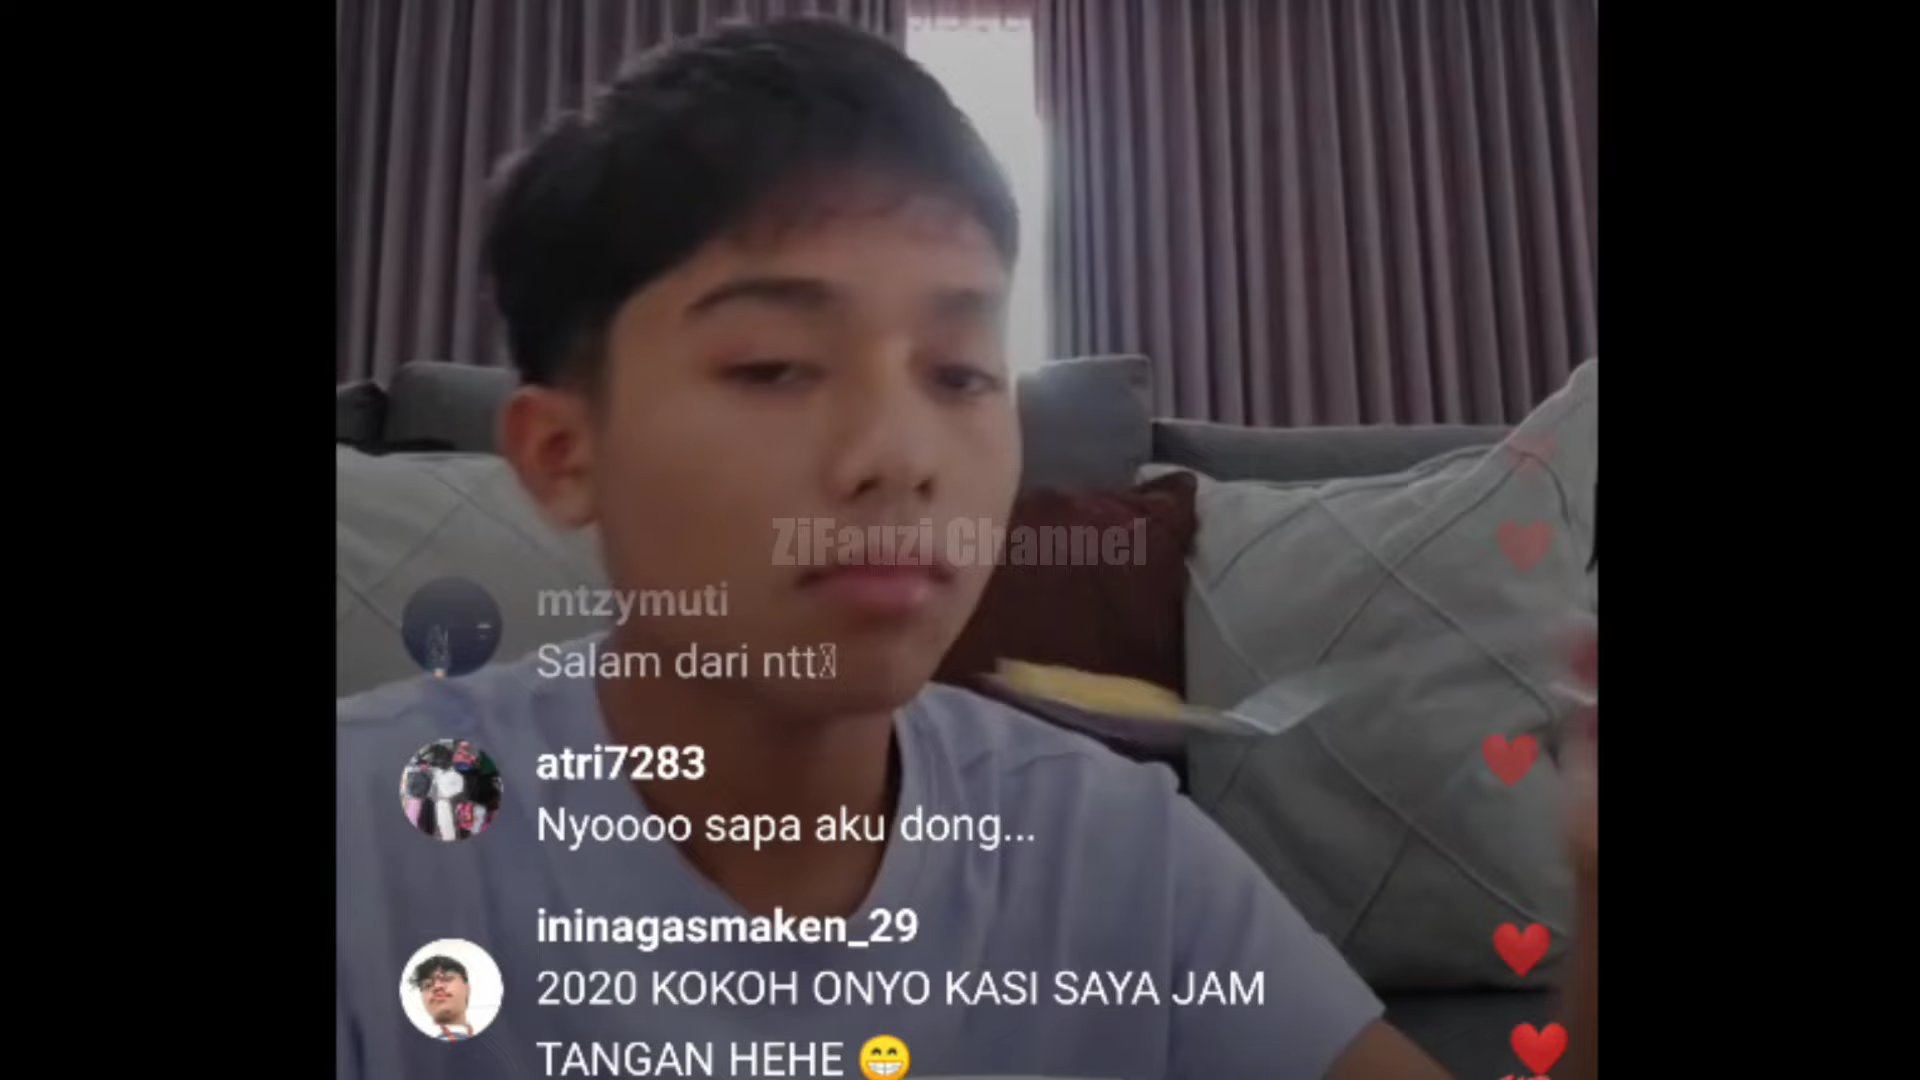 ZiFauzi Channel
mtzymuti
Salam dari ntt
atri7283
Nyoooo sapa aku dong...
ininagasmaken_29
2020 KOKOH ONYO KASI SAYA JAM
TANGAN HEHE 😁